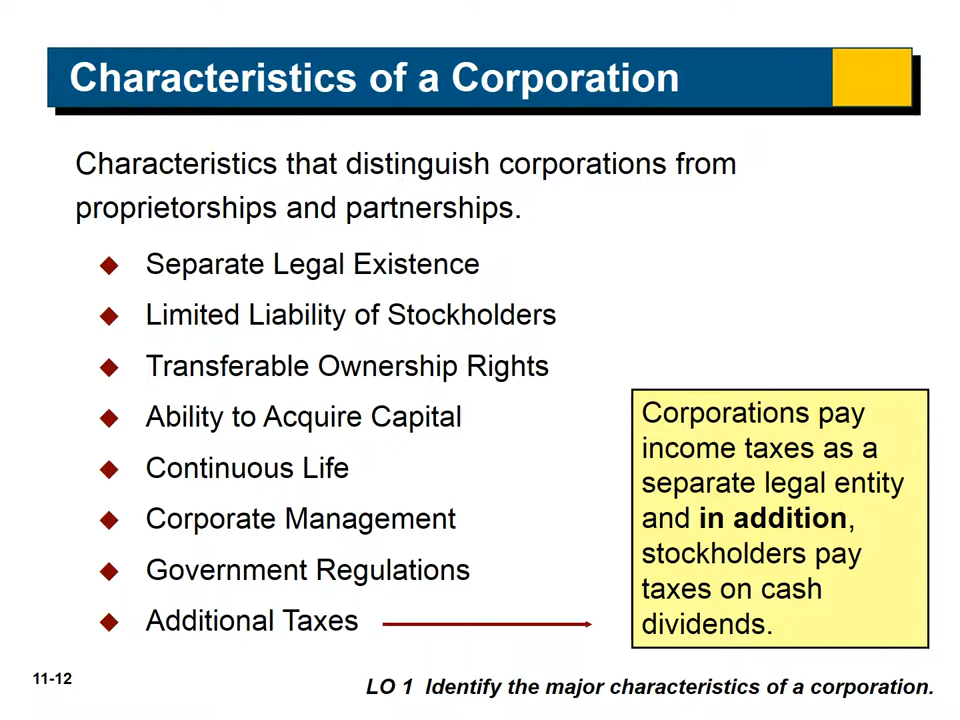 Characteristics of a Corporation
Characteristics that distinguish corporations from
proprietorships and partnerships.
Separate Legal Existence
Limited Liability of Stockholders
Transferable Ownership Rights
Ability to Acquire Capital
Continuous Life
Corporate Management
Government Regulations
Additional Taxes
Corporations pay
income taxes as a
separate legal entity
and in addition,
stockholders pay
taxes on cash
dividends.
11-12
LO 1 Identify the major characteristics of a corporation.